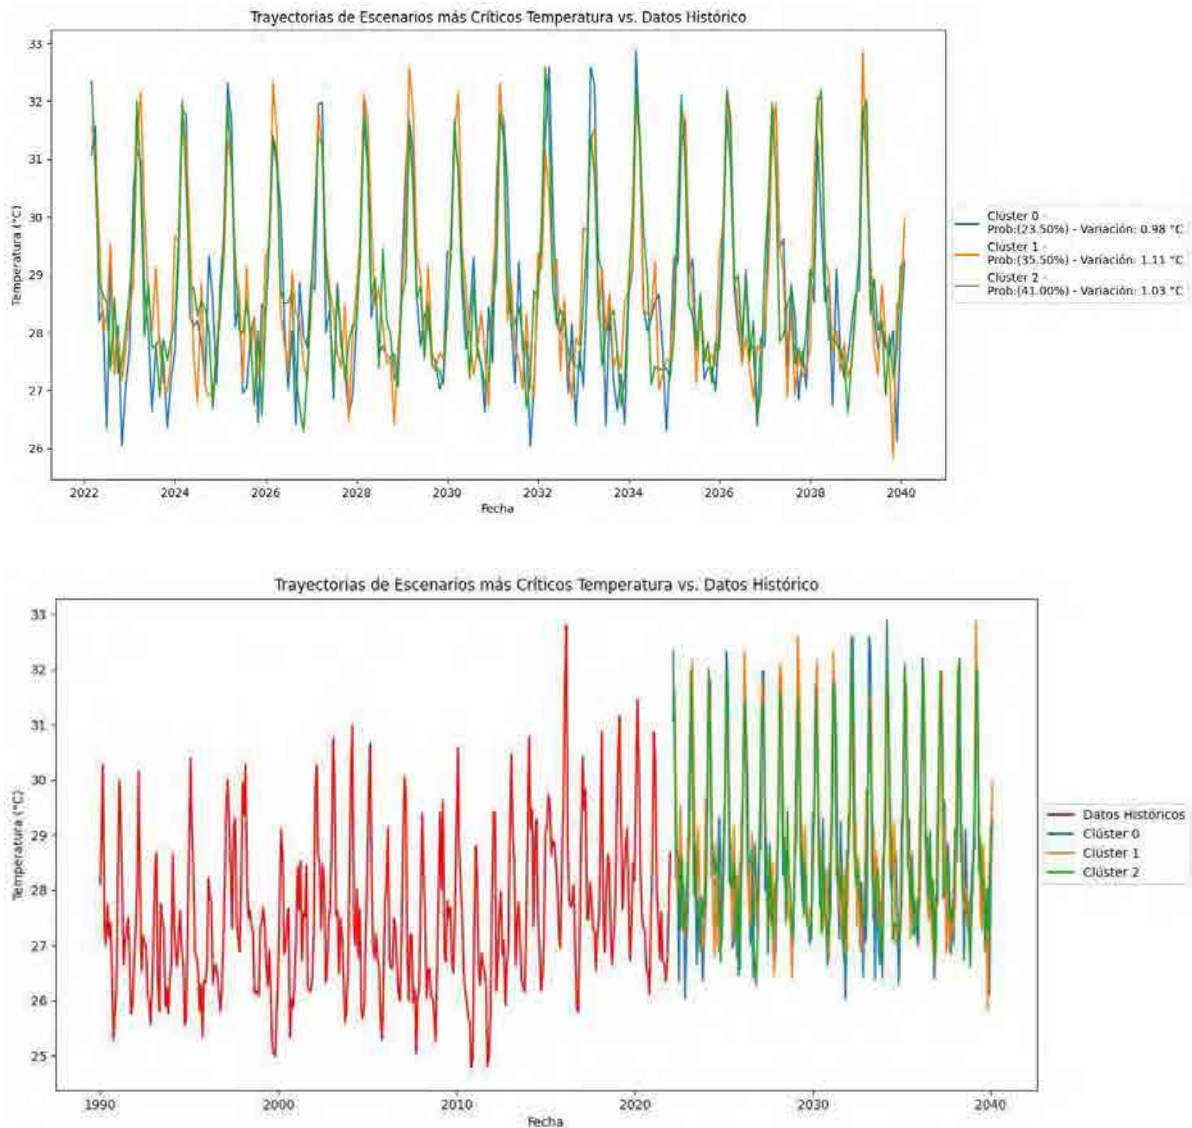 Trayectorias de Escenarios más Críticos Temperatura vs. Datos Histórico
33
32
31
30
29
28
27
26
Temperatura (°C)
2022 2024 2026 2028 2030 2032 2034 2036 2038 2040
Fecha
Clúster 0 -
Prob:(23.50%) - Variación: 0.98 °C
Clúster 1 -
Prob:(35.50%) - Variación: 1.11 °C
Clúster 2 -
Prob:(41.00%) - Variación: 1.03 °C
Trayectorias de Escenarios más Críticos Temperatura vs. Datos Histórico
33
32
31
30
29
28
27
26
25
Temperatura (°C)
1990 2000 2010 2020 2030 2040
Fecha
Datos Históricos
Clúster 0
Clúster 1
Clúster 2